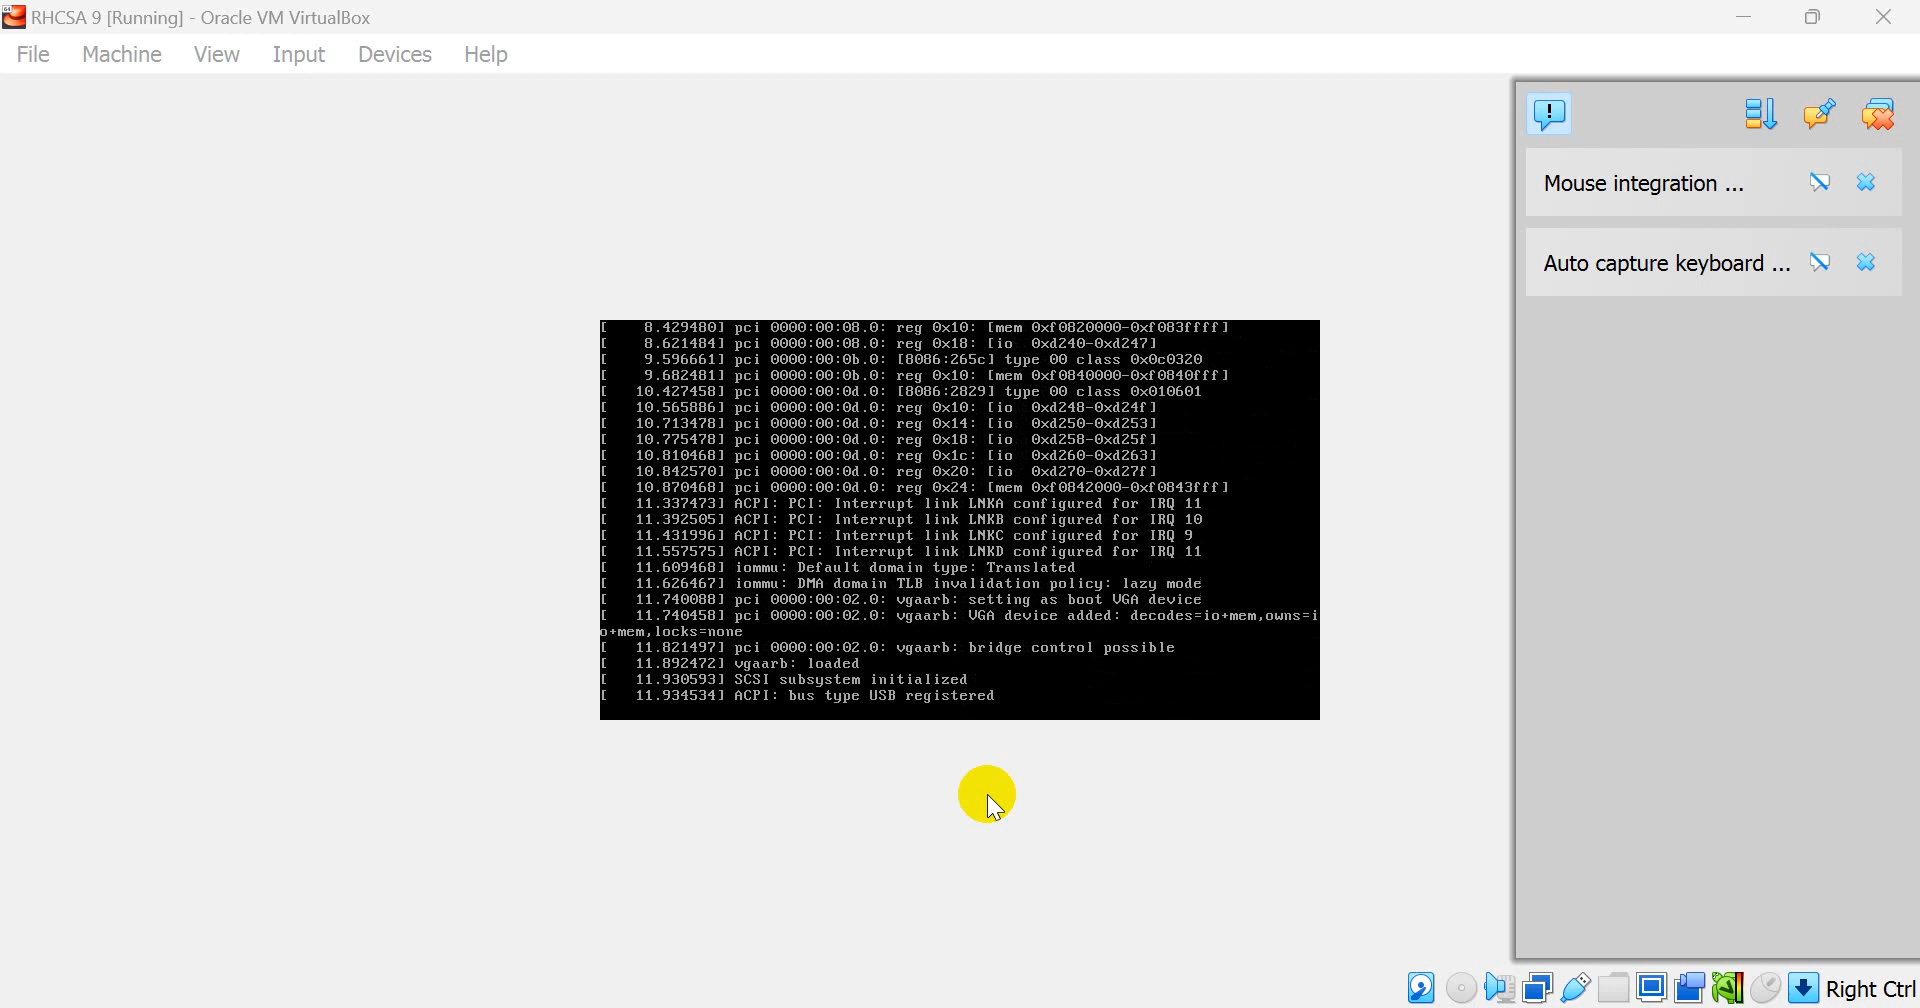 RHCSA 9 [Running] - Oracle VM VirtualBox
File Machine View Input Devices Help
Mouse integration ...
Auto capture keyboard ...
[    8.429480] pci 0000:00:08.0: reg 0x10: [mem 0xf0820000-0xf083ffff]
[    8.621484] pci 0000:00:08.0: reg 0x18: [io  0xd240-0xd247]
[    9.596661] pci 0000:00:0b.0: [8086:265c] type 00 class 0x0c0320
[    9.682481] pci 0000:00:0b.0: reg 0x10: [mem 0xf0840000-0xf0840fff]
[   10.427458] pci 0000:00:0d.0: [8086:2829] type 00 class 0x010601
[   10.565886] pci 0000:00:0d.0: reg 0x10: [io  0xd248-0xd24f]
[   10.713478] pci 0000:00:0d.0: reg 0x14: [io  0xd250-0xd253]
[   10.775478] pci 0000:00:0d.0: reg 0x18: [io  0xd258-0xd25f]
[   10.810468] pci 0000:00:0d.0: reg 0x1c: [io  0xd260-0xd263]
[   10.842570] pci 0000:00:0d.0: reg 0x20: [io  0xd270-0xd27f]
[   10.870468] pci 0000:00:0d.0: reg 0x24: [mem 0xf0842000-0xf0843fff]
[   11.337473] ACPI: PCI: Interrupt link LNKA configured for IRQ 11
[   11.392505] ACPI: PCI: Interrupt link LNKB configured for IRQ 10
[   11.431996] ACPI: PCI: Interrupt link LNKC configured for IRQ 9
[   11.557575] ACPI: PCI: Interrupt link LNKD configured for IRQ 11
[   11.609468] iommu: Default domain type: Translated
[   11.626467] iommu: DMA domain TLB invalidation policy: lazy mode
[   11.740088] pci 0000:00:02.0: vgaarb: setting as boot VGA device
[   11.740458] pci 0000:00:02.0: vgaarb: VGA device added: decodes=io+mem,owns=i
o+mem,locks=none
[   11.821497] pci 0000:00:02.0: vgaarb: bridge control possible
[   11.892472] vgaarb: loaded
[   11.930593] SCSI subsystem initialized
[   11.934534] ACPI: bus type USB registered
Right Ctrl